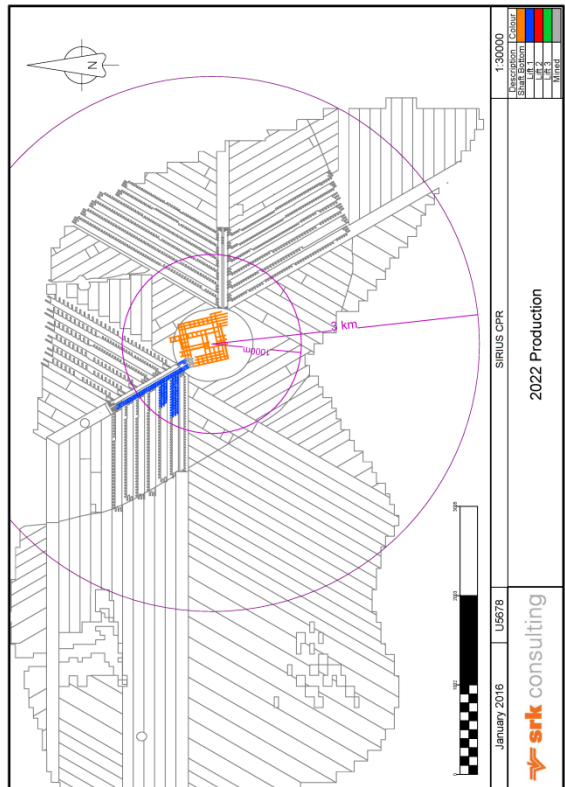 N
3 km
1000m
1:30000
Description Colour
Shaft Bottom
Lift 1
Lift 2
Lift 3
Mined
SIRIUS CPR
2022 Production
January 2016
U5678
srk consulting